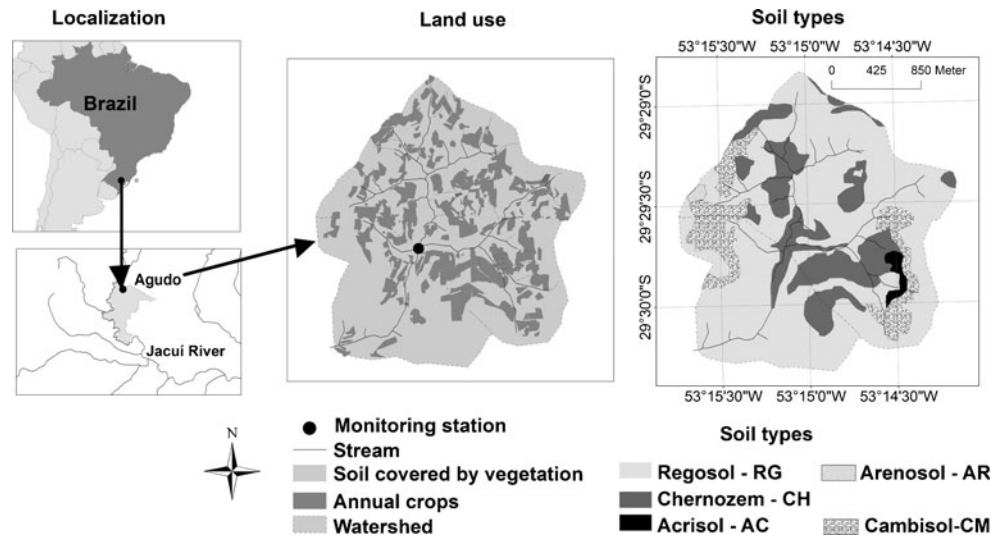 Localization
Land use
Soil types
Brazil
Agudo
Jacuí River
53°15'30"W 53°15'0"W 53°14'30"W
0 425 850 Meter
29°29'0"S
29°29'30"S
29°30'0"S
53°15'30"W 53°15'0"W 53°14'30"W
N
Monitoring station
Stream
Soil covered by vegetation
Annual crops
Watershed
Soil types
Regosol - RG
Chernozem - CH
Acrisol - AC
Arenosol - AR
Cambisol-CM